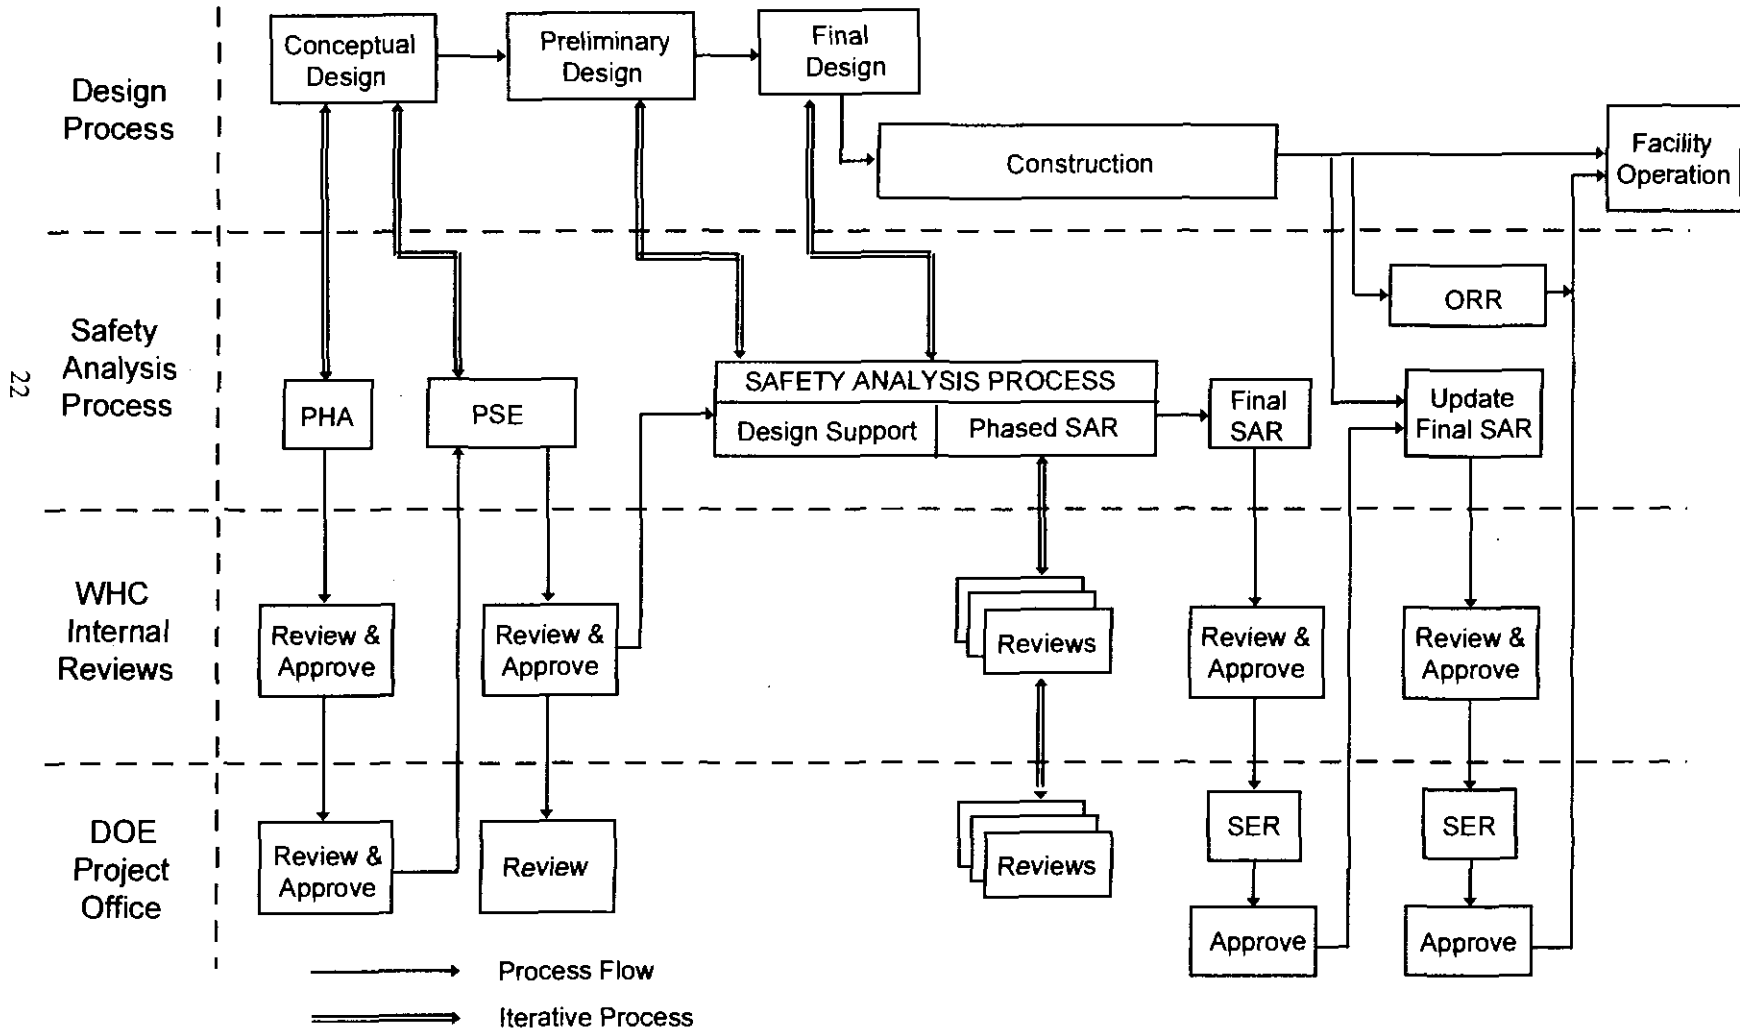 Design
Process
Conceptual
Design
Preliminary
Design
Final
Design
Construction
Facility
Operation
22
Safety
Analysis
Process
PHA
PSE
SAFETY ANALYSIS PROCESS
Design Support
Phased SAR
Final
SAR
ORR
Update
Final SAR
WHC
Internal
Reviews
Review &
Approve
Review &
Approve
Reviews
Review &
Approve
Review &
Approve
DOE
Project
Office
Review &
Approve
Review
Reviews
SER
SER
Approve
Approve
Process Flow
Iterative Process